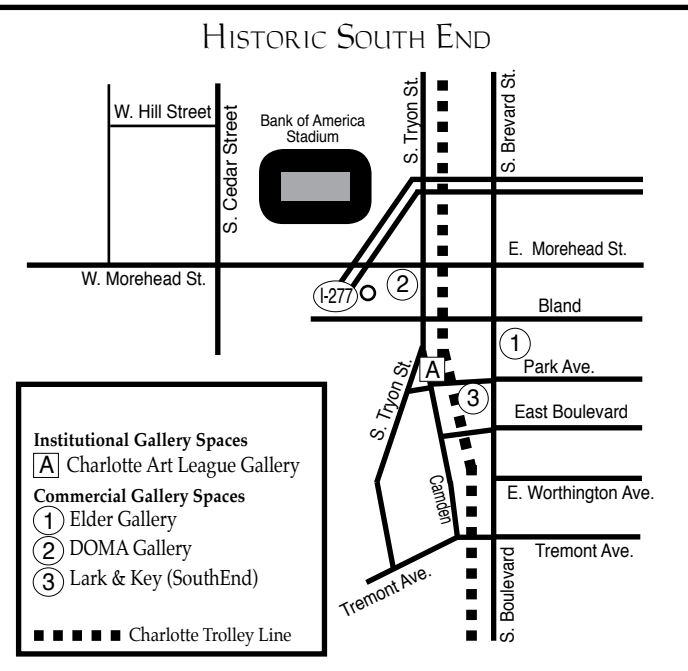 Historic South End
W. Hill Street
S. Cedar Street
Bank of America
Stadium
S. Tryon St.
S. Brevard St.
E. Morehead St.
W. Morehead St.
I-277
2
Bland
1
A
Park Ave.
3
S. Tryon St.
East Boulevard
Camden
E. Worthington Ave.
Tremont Ave.
Tremont Ave.
S. Boulevard
Institutional Gallery Spaces
A Charlotte Art League Gallery
Commercial Gallery Spaces
1 Elder Gallery
2 DOMA Gallery
3 Lark & Key (SouthEnd)
Charlotte Trolley Line